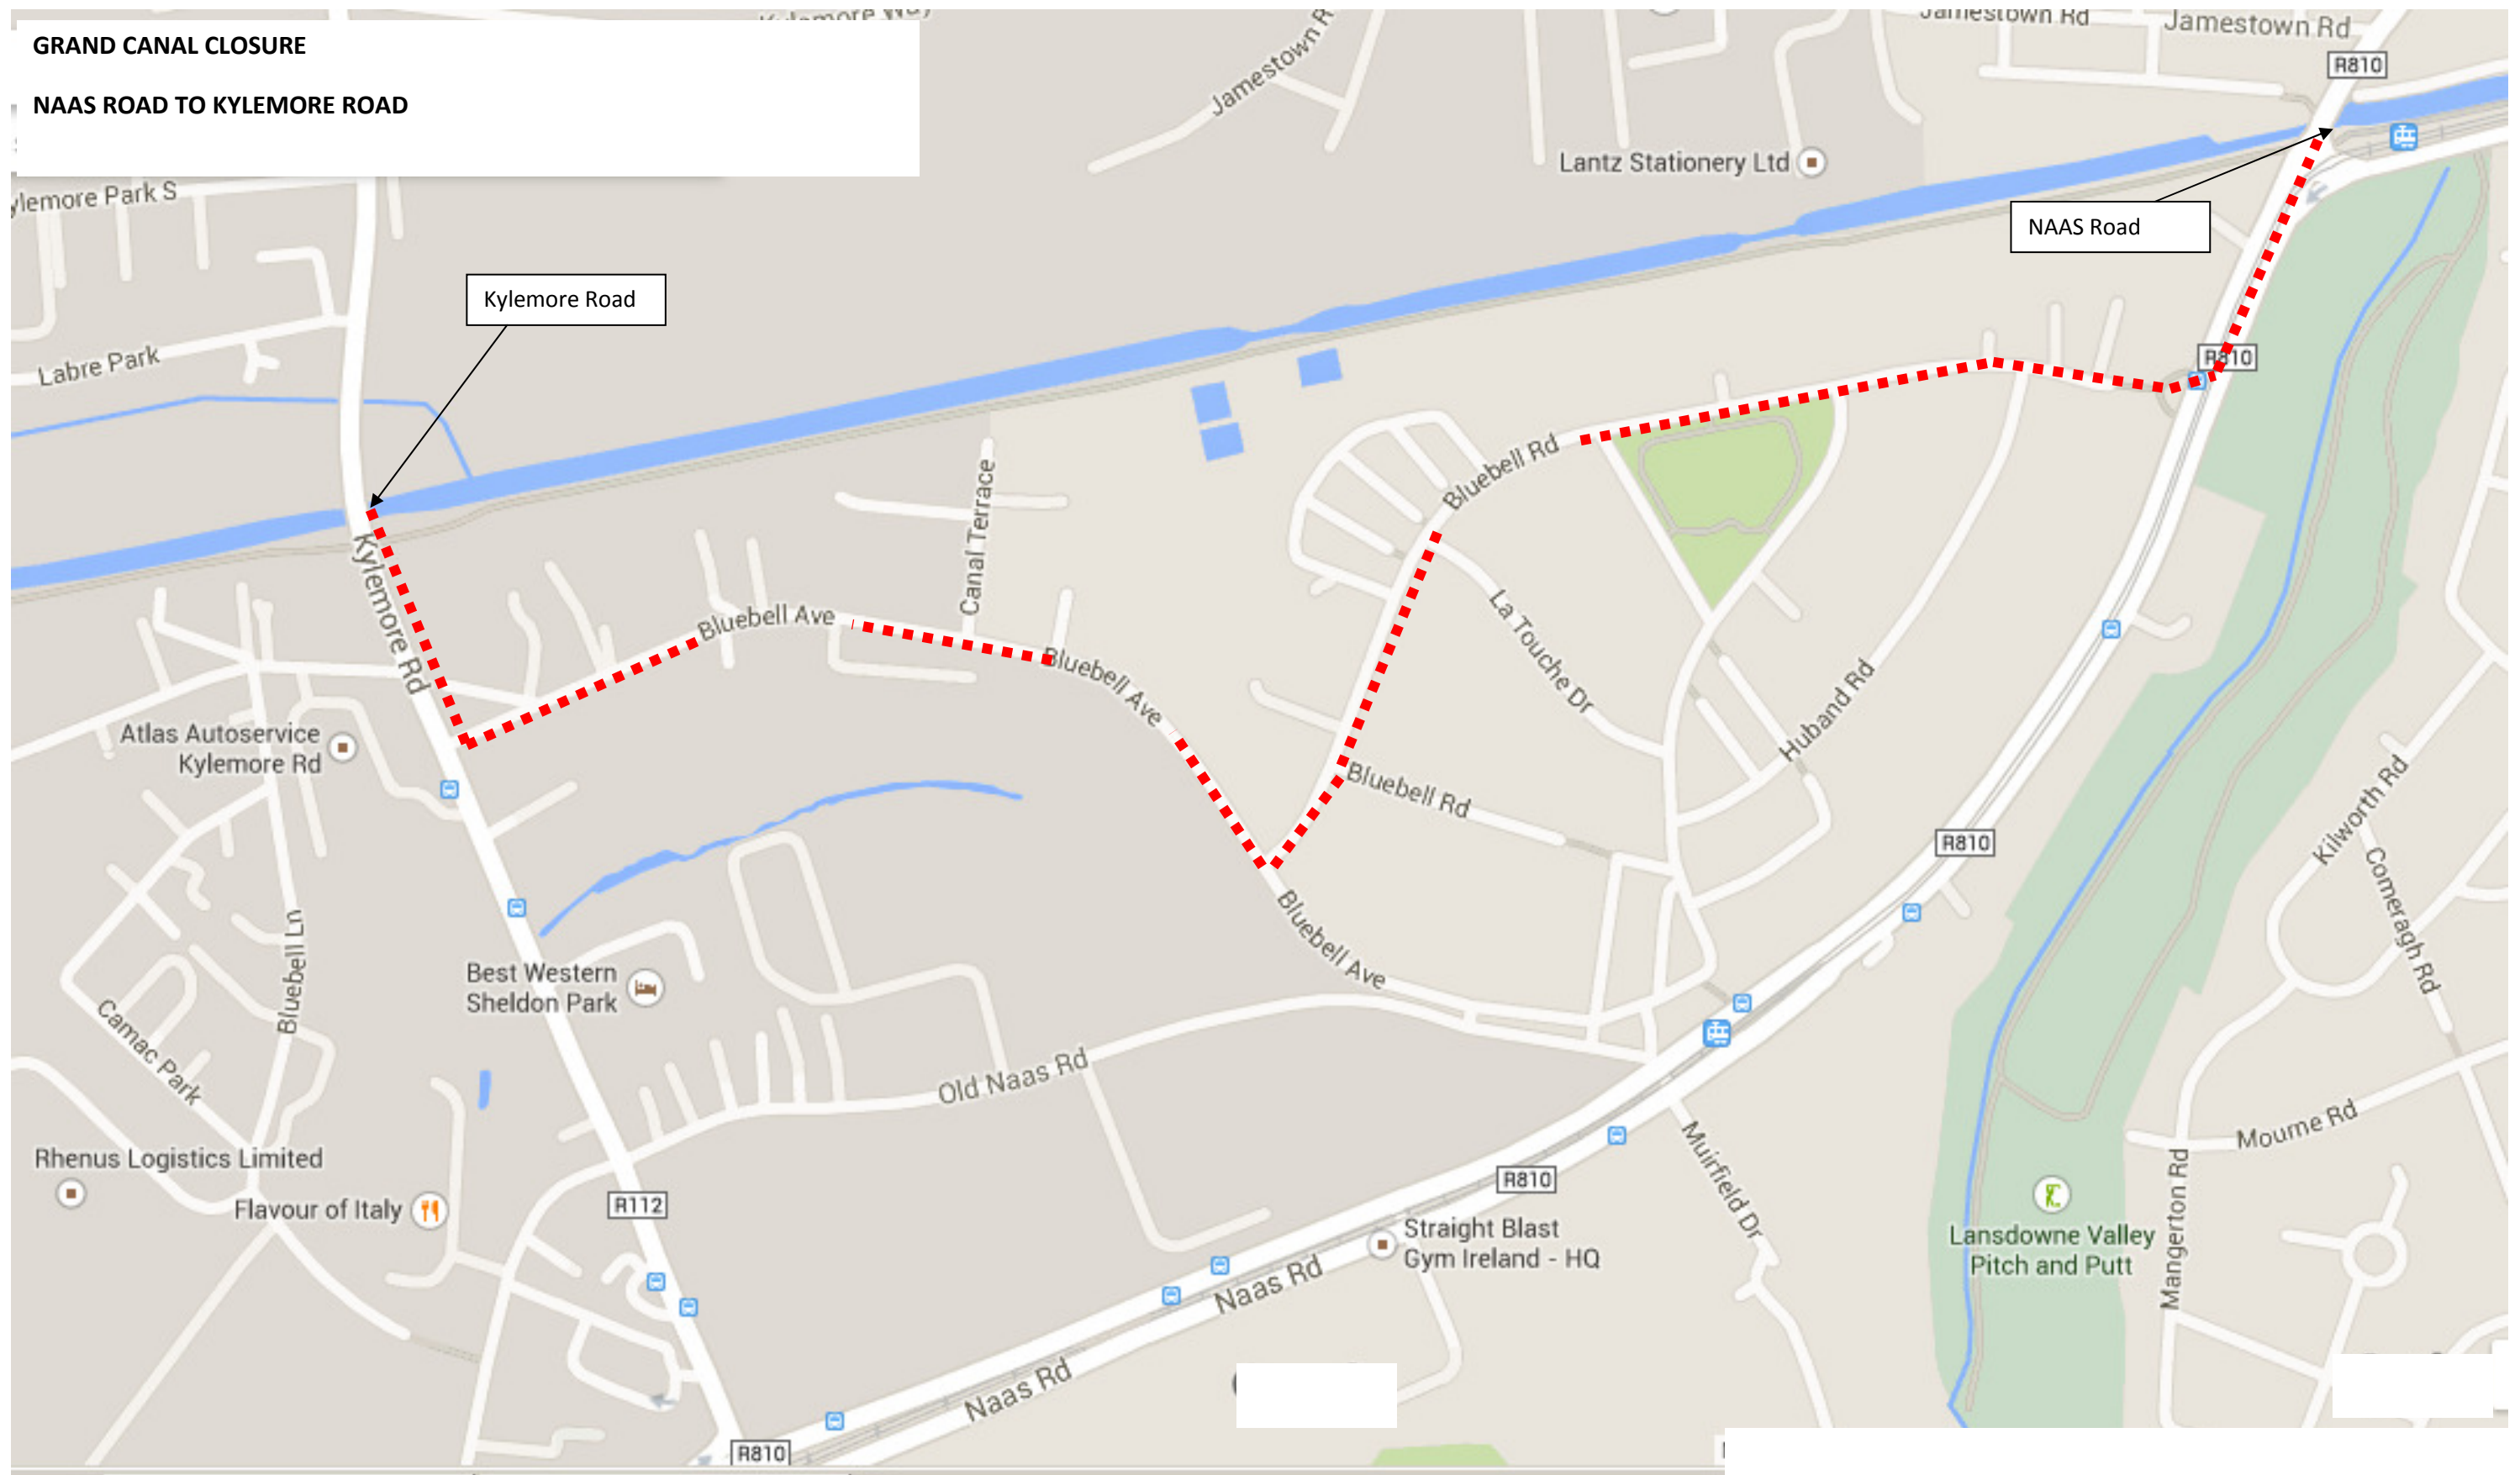 GRAND CANAL CLOSURE
NAAS ROAD TO KYLEMORE ROAD
Jamestown Rd
Jamestown Rd
R810
Lantz Stationery Ltd
NAAS Road
Kylemore Road
Labre Park
R810
Bluebell Rd
Canal Terrace
Kylemore Rd
Bluebell Ave
Bluebell Ave
La Touche Dr
Huband Rd
Atlas Autoservice
Kylemore Rd
Bluebell Rd
R810
Kilworth Rd
Comeragh Rd
Bluebell Ln
Bluebell Ave
Best Western
Sheldon Park
Camac Park
Old Naas Rd
Mourne Rd
Muirfield Dr
Mangerton Rd
Rhenus Logistics Limited
Flavour of Italy
R112
R810
Straight Blast
Gym Ireland - HQ
Lansdowne Valley
Pitch and Putt
Naas Rd
Naas Rd
R810